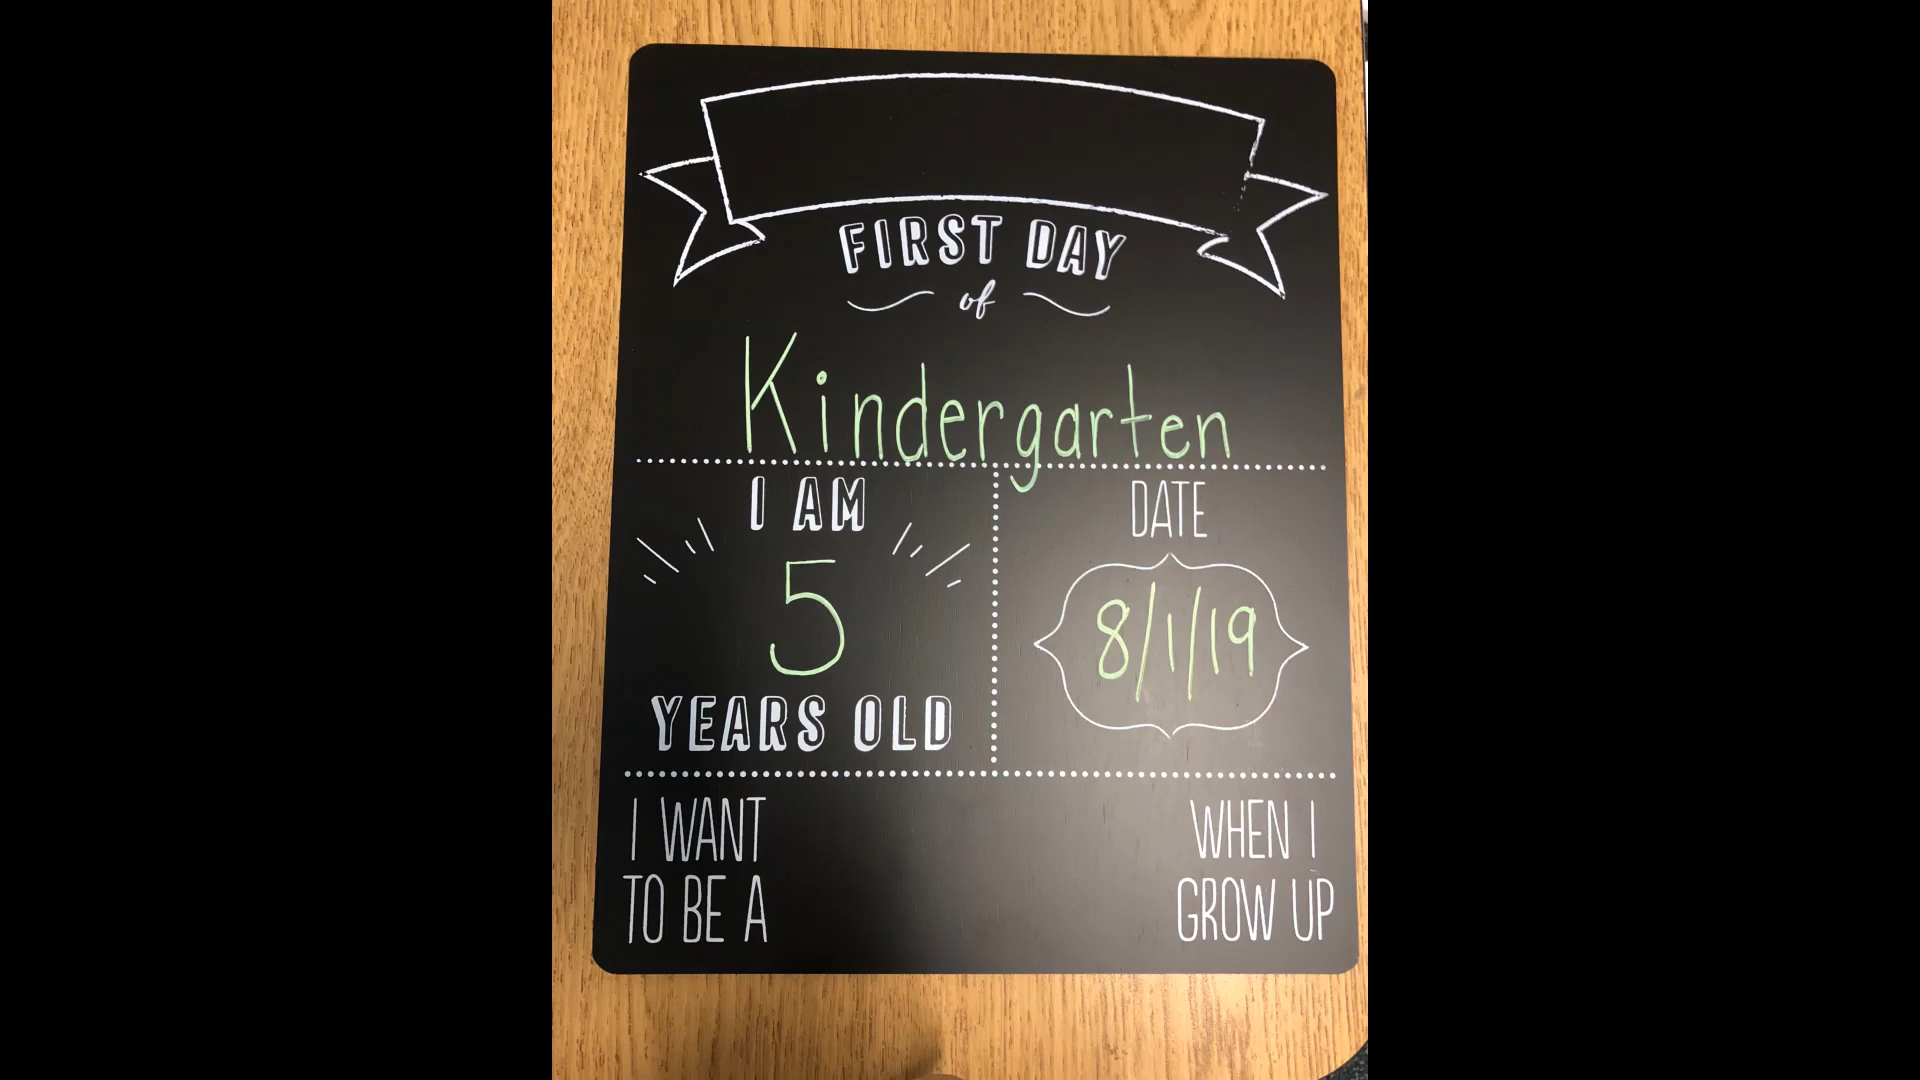 FIRST DAY
of
Kindergarten
I AM
5
YEARS OLD
DATE
8/1/19
I WANT
TO BE A
WHEN I
GROW UP